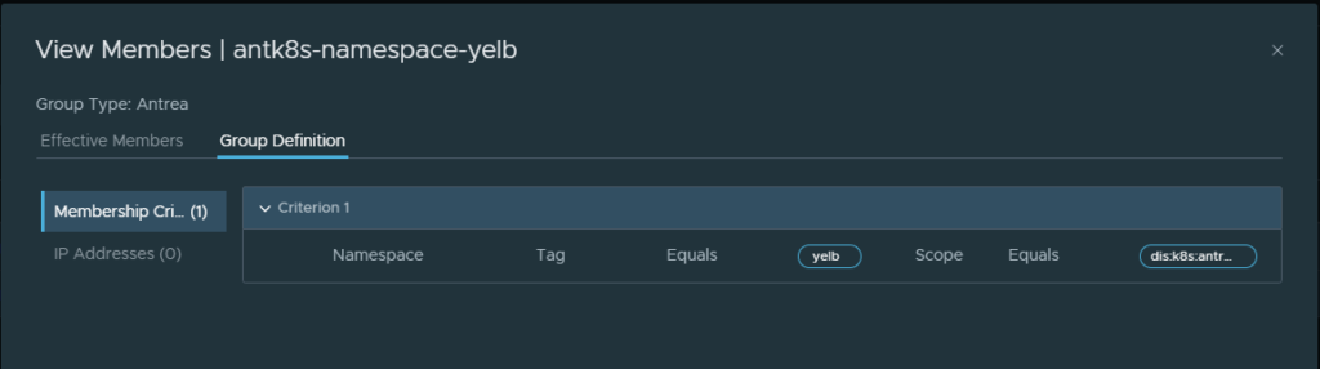 View Members | antk8s-namespace-yelb
Group Type: Antrea
Effective Members Group Definition
Membership Cri... (1)
Criterion 1
IP Addresses (0)
Namespace Tag Equals yelb Scope Equals dis:k8s:antr...